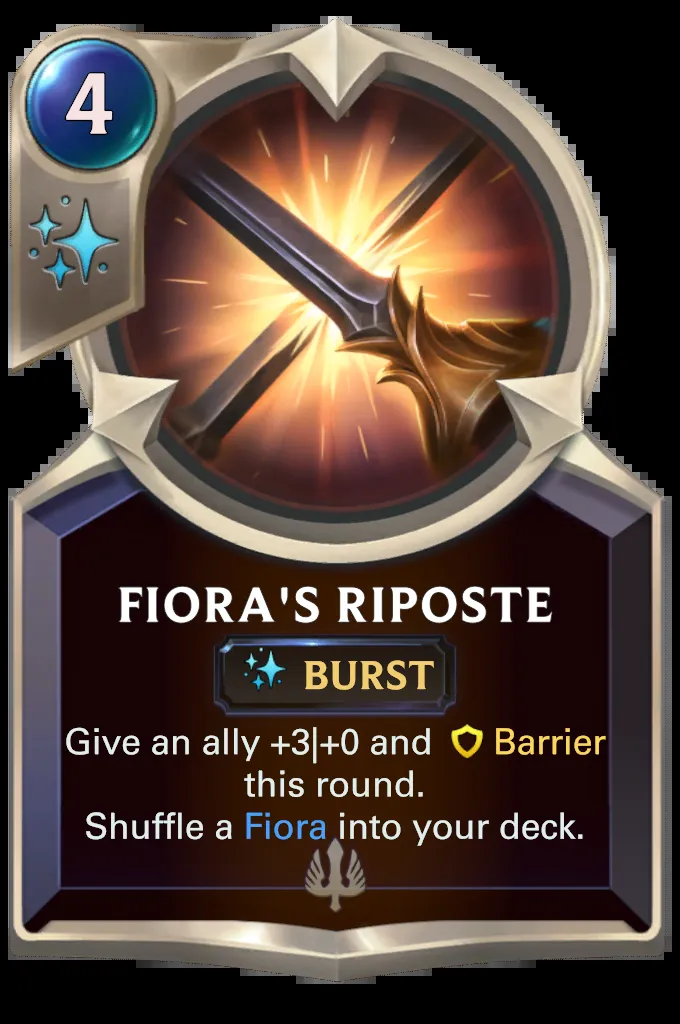 4
FIORA'S RIPOSTE
BURST
Give an ally +3|+0 and Barrier
this round.
Shuffle a Fiora into your deck.